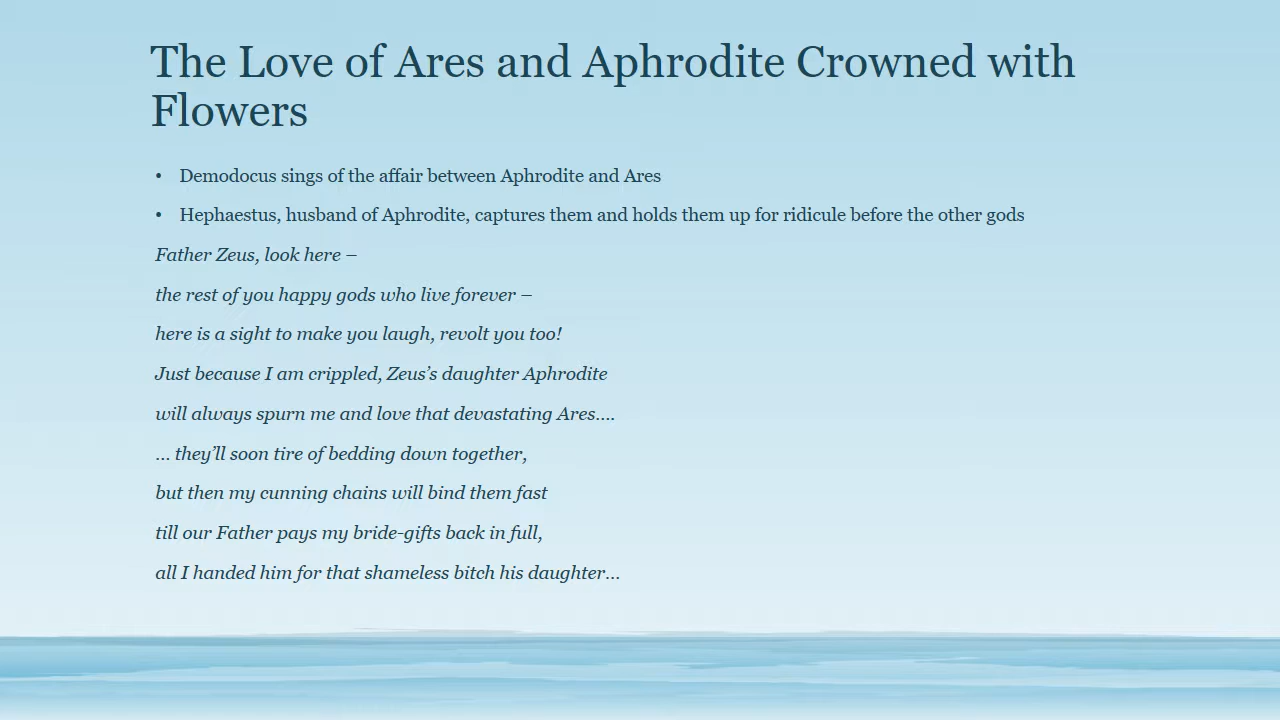 The Love of Ares and Aphrodite Crowned with
Flowers
• Demodocus sings of the affair between Aphrodite and Ares
• Hephaestus, husband of Aphrodite, captures them and holds them up for ridicule before the other gods
Father Zeus, look here –
the rest of you happy gods who live forever –
here is a sight to make you laugh, revolt you too!
Just because I am crippled, Zeus’s daughter Aphrodite
will always spurn me and love that devastating Ares….
… they’ll soon tire of bedding down together,
but then my cunning chains will bind them fast
till our Father pays my bride-gifts back in full,
all I handed him for that shameless bitch his daughter…